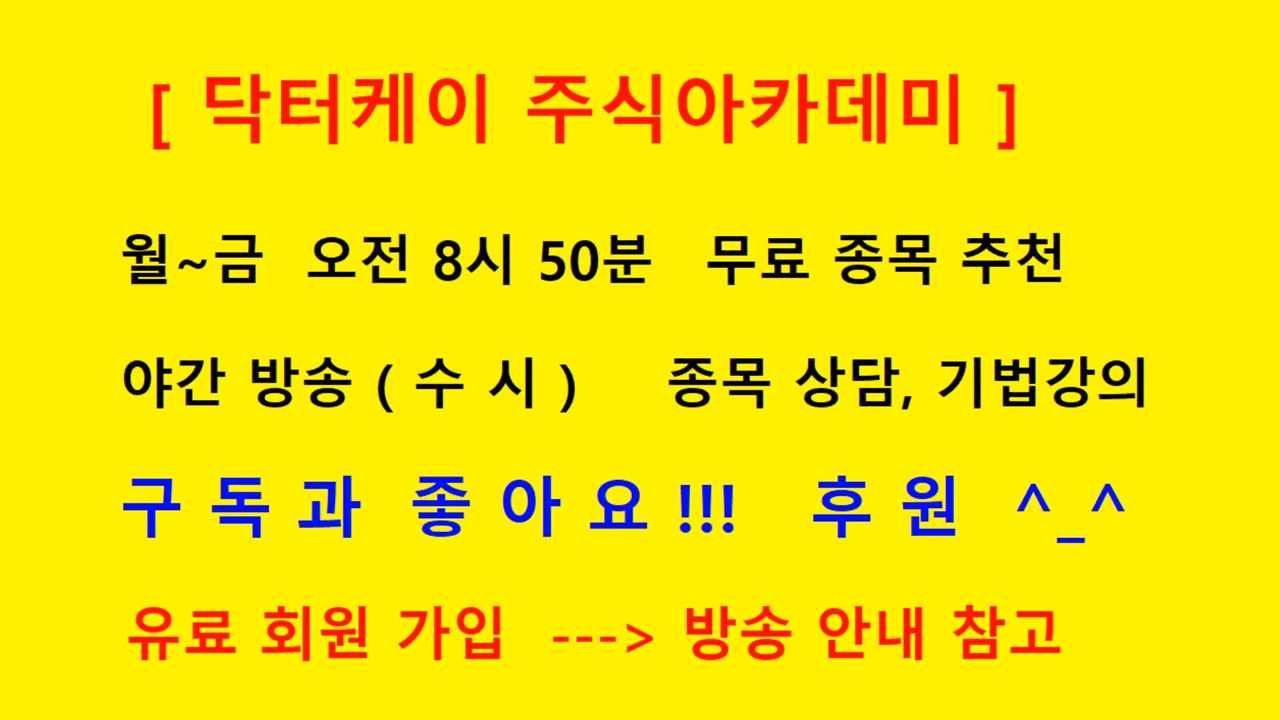 [ 닥터케이 주식아카데미 ]
월~금 오전 8시 50분 무료 종목 추천
야간 방송 ( 수 시 ) 종목 상담, 기법강의
구 독 과 좋 아 요 !!! 후 원 ^_^
유료 회원 가입 ---> 방송 안내 참고